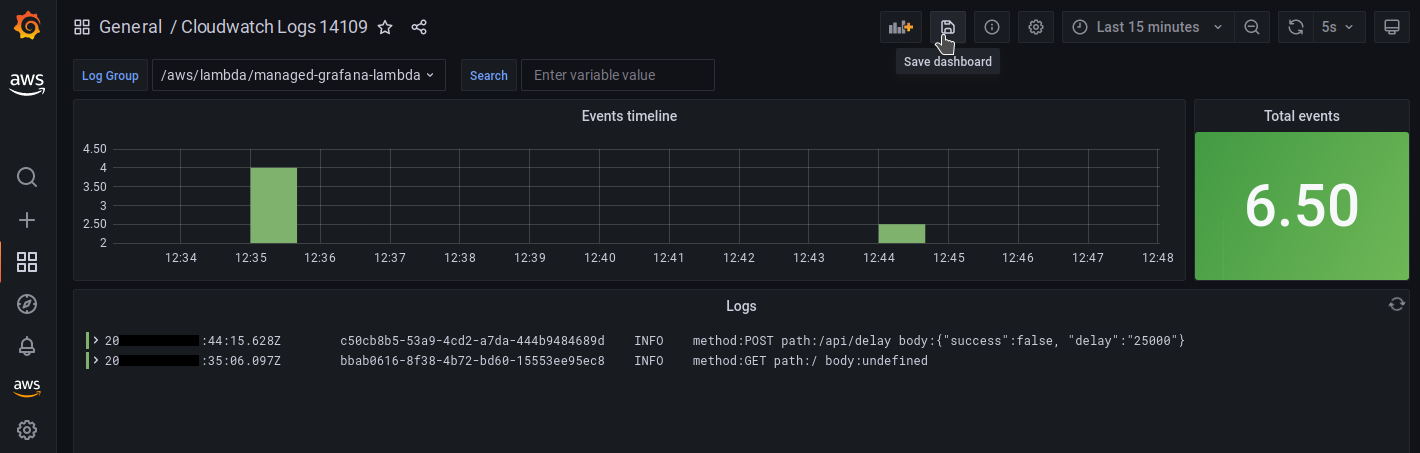 General / Cloudwatch Logs 14109
Last 15 minutes
5s
Save dashboard
aws
Log Group
/aws/lambda/managed-grafana-lambda
Search
Enter variable value
Events timeline
4.50
4
3.50
3
2.50
2
12:34 12:35 12:36 12:37 12:38 12:39 12:40 12:41 12:42 12:43 12:44 12:45 12:46 12:47 12:48
Total events
6.50
Logs
20 :44:15.628Z c50cb8b5-53a9-4cd2-a7da-444b9484689d INFO method:POST path:/api/delay body:{"success":false, "delay":"25000"}
20 :35:06.097Z bbab0616-8f38-4b72-bd60-15553ee95ec8 INFO method:GET path:/ body:undefined
aws